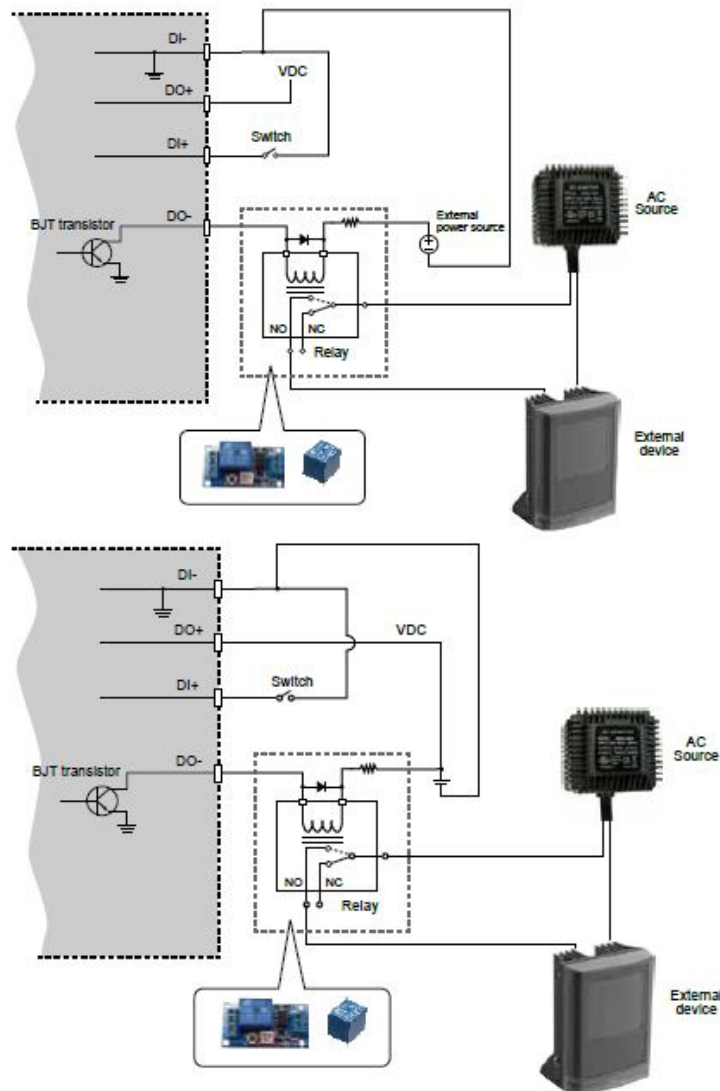 DI-
VDC
DO+
Switch
DI+
BJT transistor
DO-
External
power source
AC
Source
NO
NC
Relay
External
device
DI-
DO+
VDC
DI+
Switch
BJT transistor
DO-
AC
Source
NO
NC
Relay
External
device